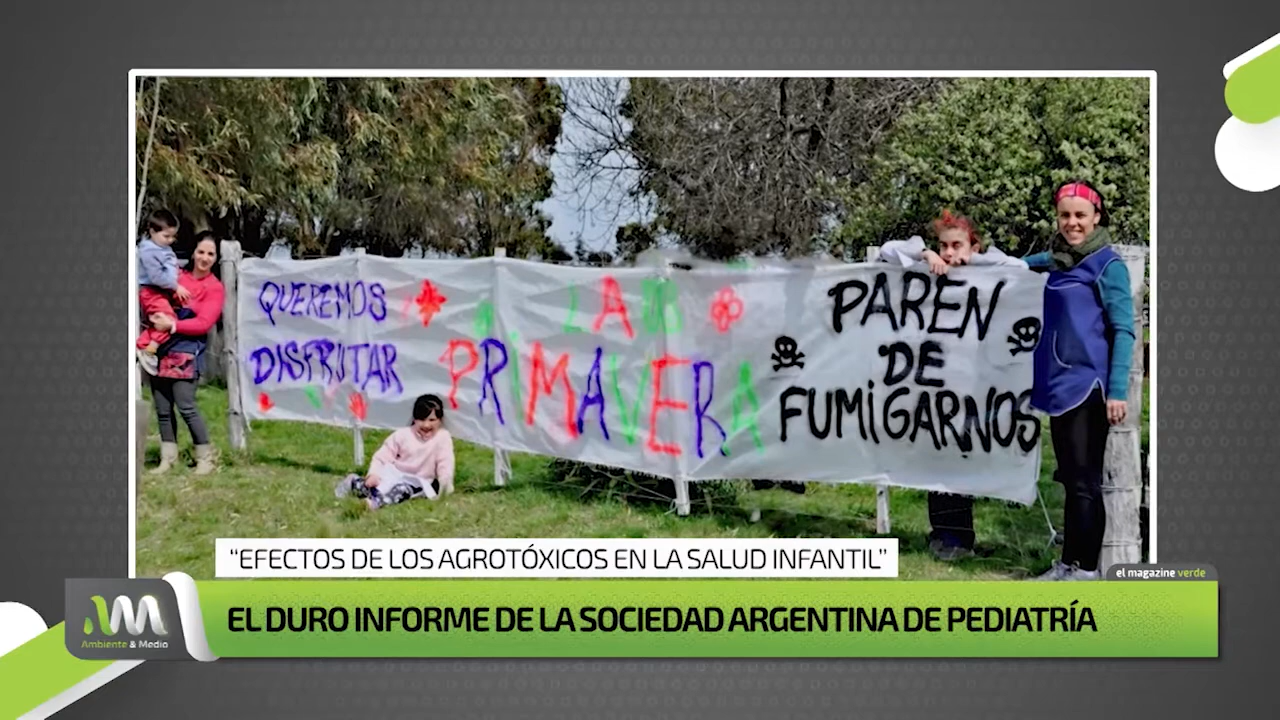 QUEREMOS
DISFRUTAR
LA
PRIMAVERA
PAREN
DE
FUMiGARNOS
“EFECTOS DE LOS AGROTÓXICOS EN LA SALUD INFANTIL”
el magazine verde
EL DURO INFORME DE LA SOCIEDAD ARGENTINA DE PEDIATRÍA
AM
Ambiente & Medio